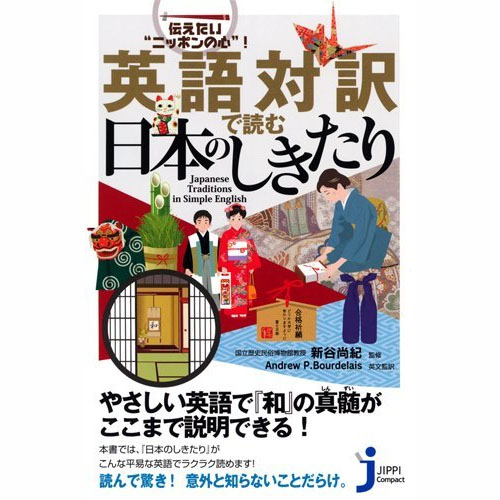 伝えたい
“ニッポンの心”!
英語対訳
で読む
日本のしきたり
Japanese
Traditions
in Simple English
合格祈願
国立歴史民俗博物館教授 新谷尚紀 監修
Andrew P.Bourdelais 英文監訳
やさしい英語で『和』の真髄が
しん ずい
ここまで説明できる!
本書では、『日本のしきたり』が
こんな平易な英語でラクラク読めます!
読んで驚き! 意外と知らないことだらけ。
j
JIPPI
Compact